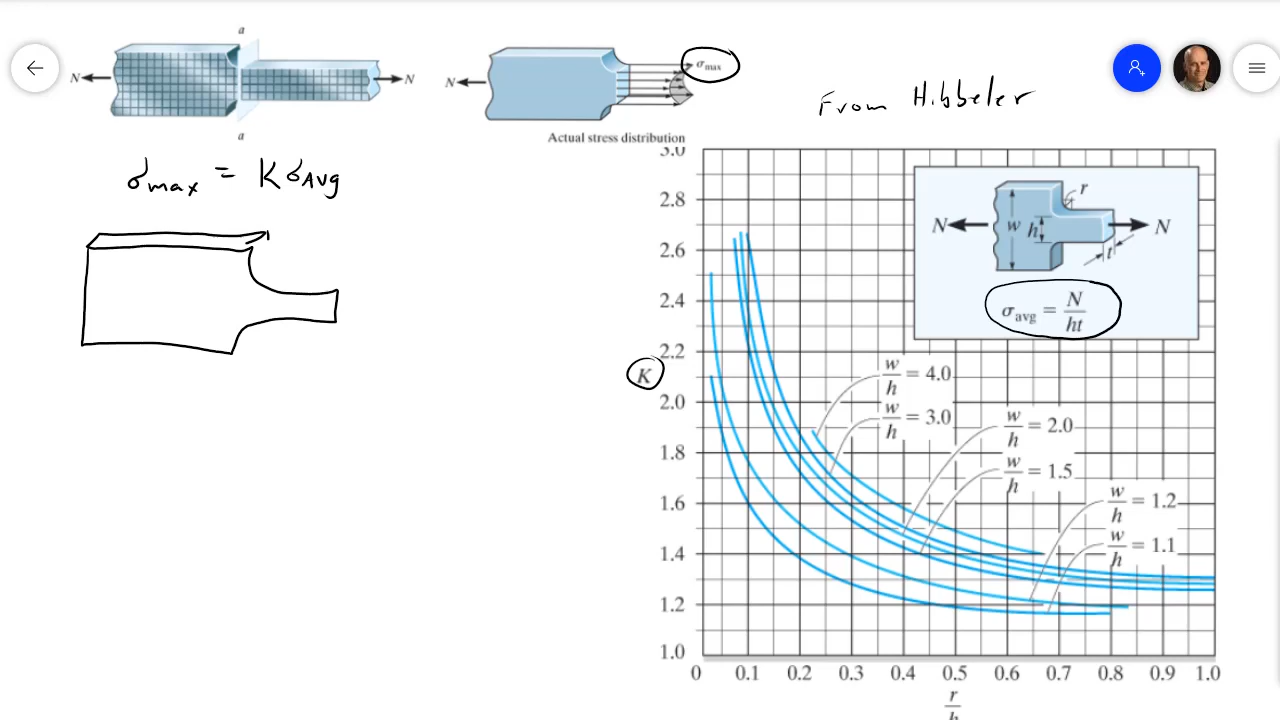 a
N N
a
N σmax
Actual stress distribution
From Hibbeler
σmax = KσAvg
3.0
2.8
2.6
2.4
2.2
2.0
1.8
1.6
1.4
1.2
1.0
K
N w h r t N
σavg = N/ht
w/h = 4.0
w/h = 3.0
w/h = 2.0
w/h = 1.5
w/h = 1.2
w/h = 1.1
0 0.1 0.2 0.3 0.4 0.5 0.6 0.7 0.8 0.9 1.0
r/h